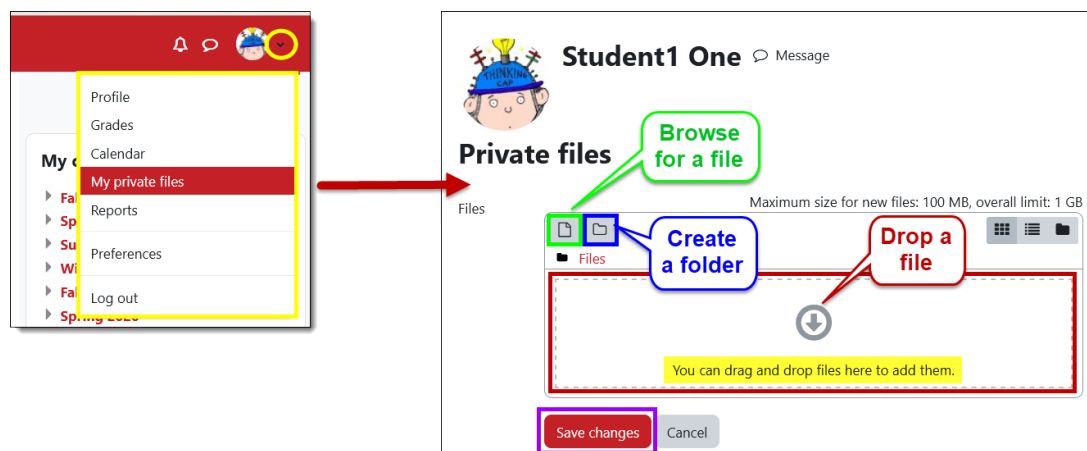 Profile
Grades
Calendar
My private files
Reports
Preferences
Log out
My
Fal
Sp
Su
Wi
Fal
Spring 2020
THINKING
CAP
Student1 One
Message
Private files
Browse
for a file
Files
Maximum size for new files: 100 MB, overall limit: 1 GB
Create
a folder
Drop a
file
Files
You can drag and drop files here to add them.
Save changes
Cancel